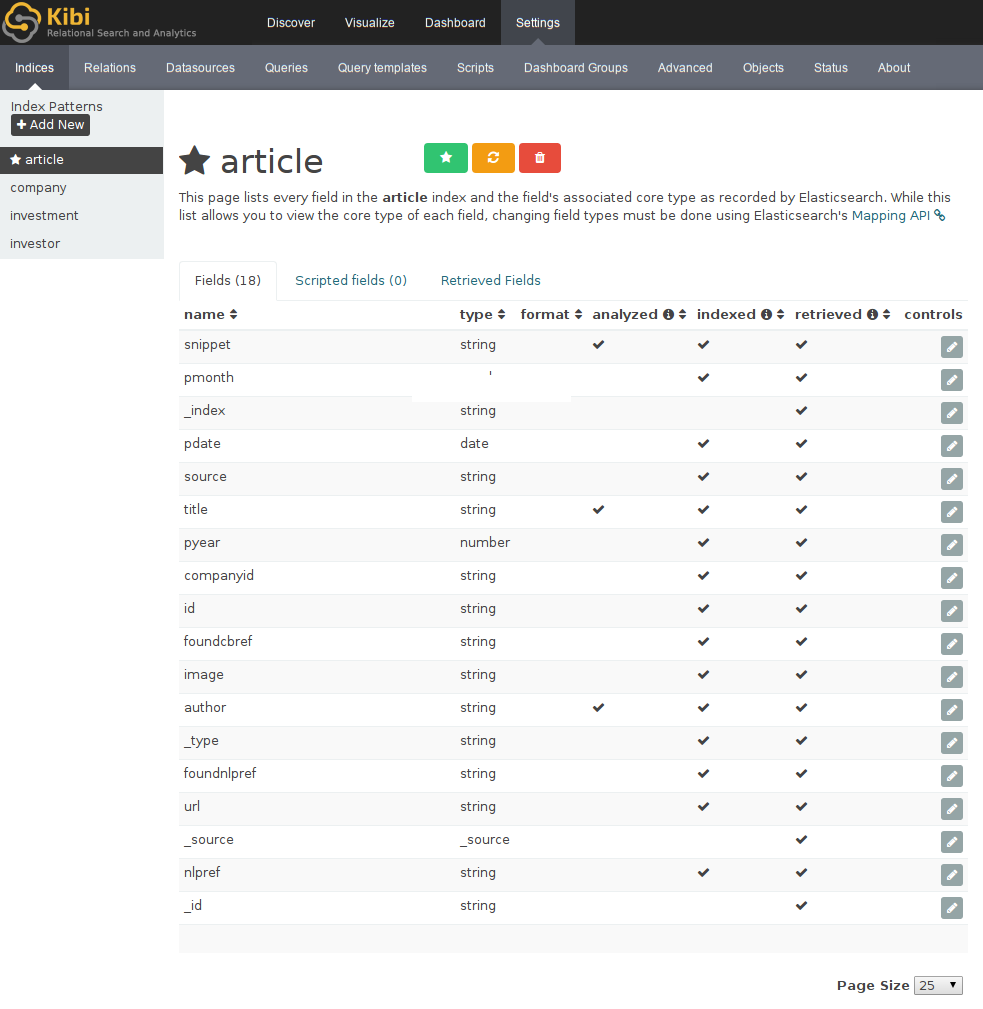 Kibi
Relational Search and Analytics
Discover Visualize Dashboard Settings
Indices Relations Datasources Queries Query templates Scripts Dashboard Groups Advanced Objects Status About
Index Patterns
Add New
article
company
investment
investor
article
This page lists every field in the article index and the field's associated core type as recorded by Elasticsearch. While this
list allows you to view the core type of each field, changing field types must be done using Elasticsearch's Mapping API
Fields (18) Scripted fields (0) Retrieved Fields
name type format analyzed indexed retrieved controls
snippet string
pmonth
_index string
pdate date
source string
title string
pyear number
companyid string
id string
foundcbref string
image string
author string
_type string
foundnlpref string
url string
_source _source
nlpref string
_id string
Page Size 25